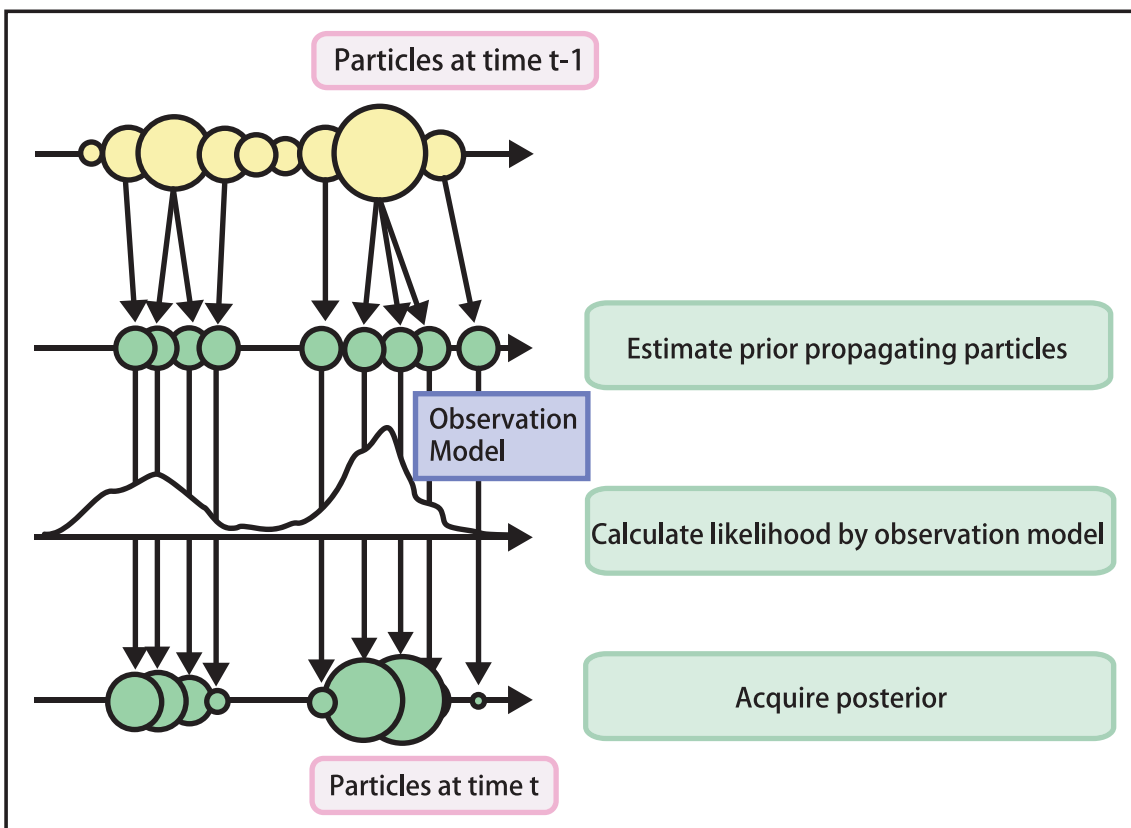 Particles at time t-1
Estimate prior propagating particles
Observation
Model
Calculate likelihood by observation model
Acquire posterior
Particles at time t